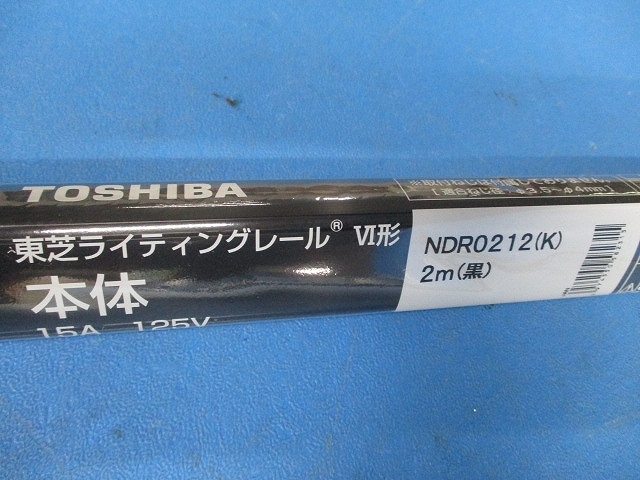 TOSHIBA
東芝ライティングレール® Ⅵ形
本体
15A 125V
NDR0212(K)
2m(黒)